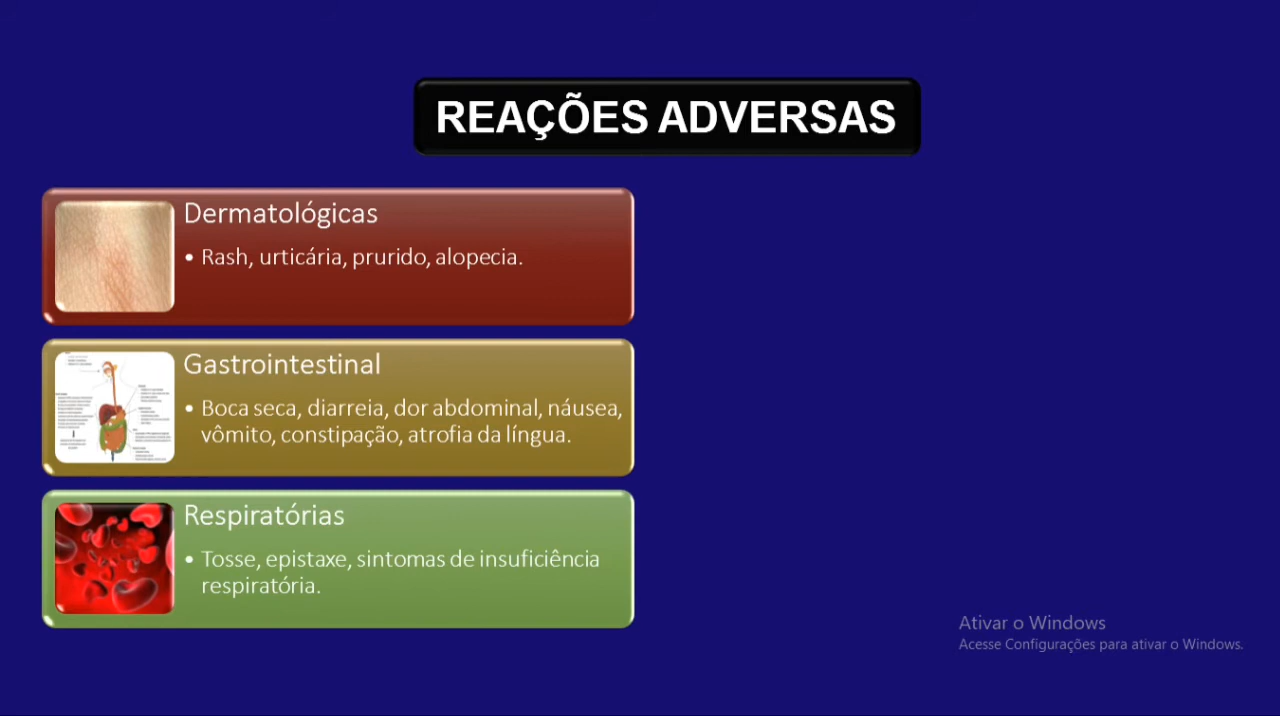 REAÇÕES ADVERSAS
Dermatológicas
• Rash, urticária, prurido, alopecia.
Gastrointestinal
• Boca seca, diarreia, dor abdominal, náusea,
vômito, constipação, atrofia da língua.
Respiratórias
• Tosse, epistaxe, sintomas de insuficiência
respiratória.
Ativar o Windows
Acesse Configurações para ativar o Windows.